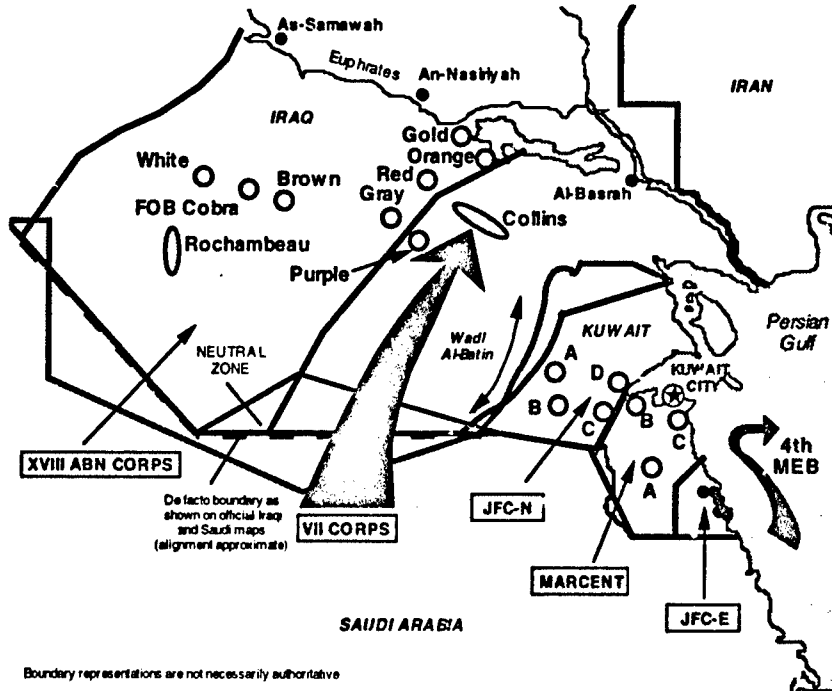 As-Samawah
Euphrates
An-Nasiriyah
IRAN
IRAQ
Gold
Orange
White
Red
Al-Basrah
Brown
Gray
FOB Cobra
Collins
Rochambeau
Purple
Persian
Gulf
KUWAIT
Wadi
Al-Batin
NEUTRAL
ZONE
A
D
KUWAIT
CITY
B
C
B
C
4th
MEB
XVIII ABN CORPS
A
De facto boundary as
shown on official Iraqi
and Saudi maps
(alignment approximate)
VII CORPS
JFC-N
MARCENT
JFC-E
SAUDI ARABIA
Boundary representations are not necessarily authoritative